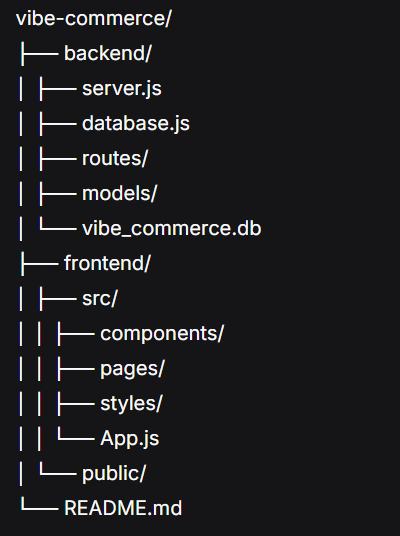 vibe-commerce/
├── backend/
│ ├── server.js
│ ├── database.js
│ ├── routes/
│ ├── models/
│ └── vibe_commerce.db
├── frontend/
│ ├── src/
│ │ ├── components/
│ │ ├── pages/
│ │ ├── styles/
│ │ └── App.js
│ └── public/
└── README.md